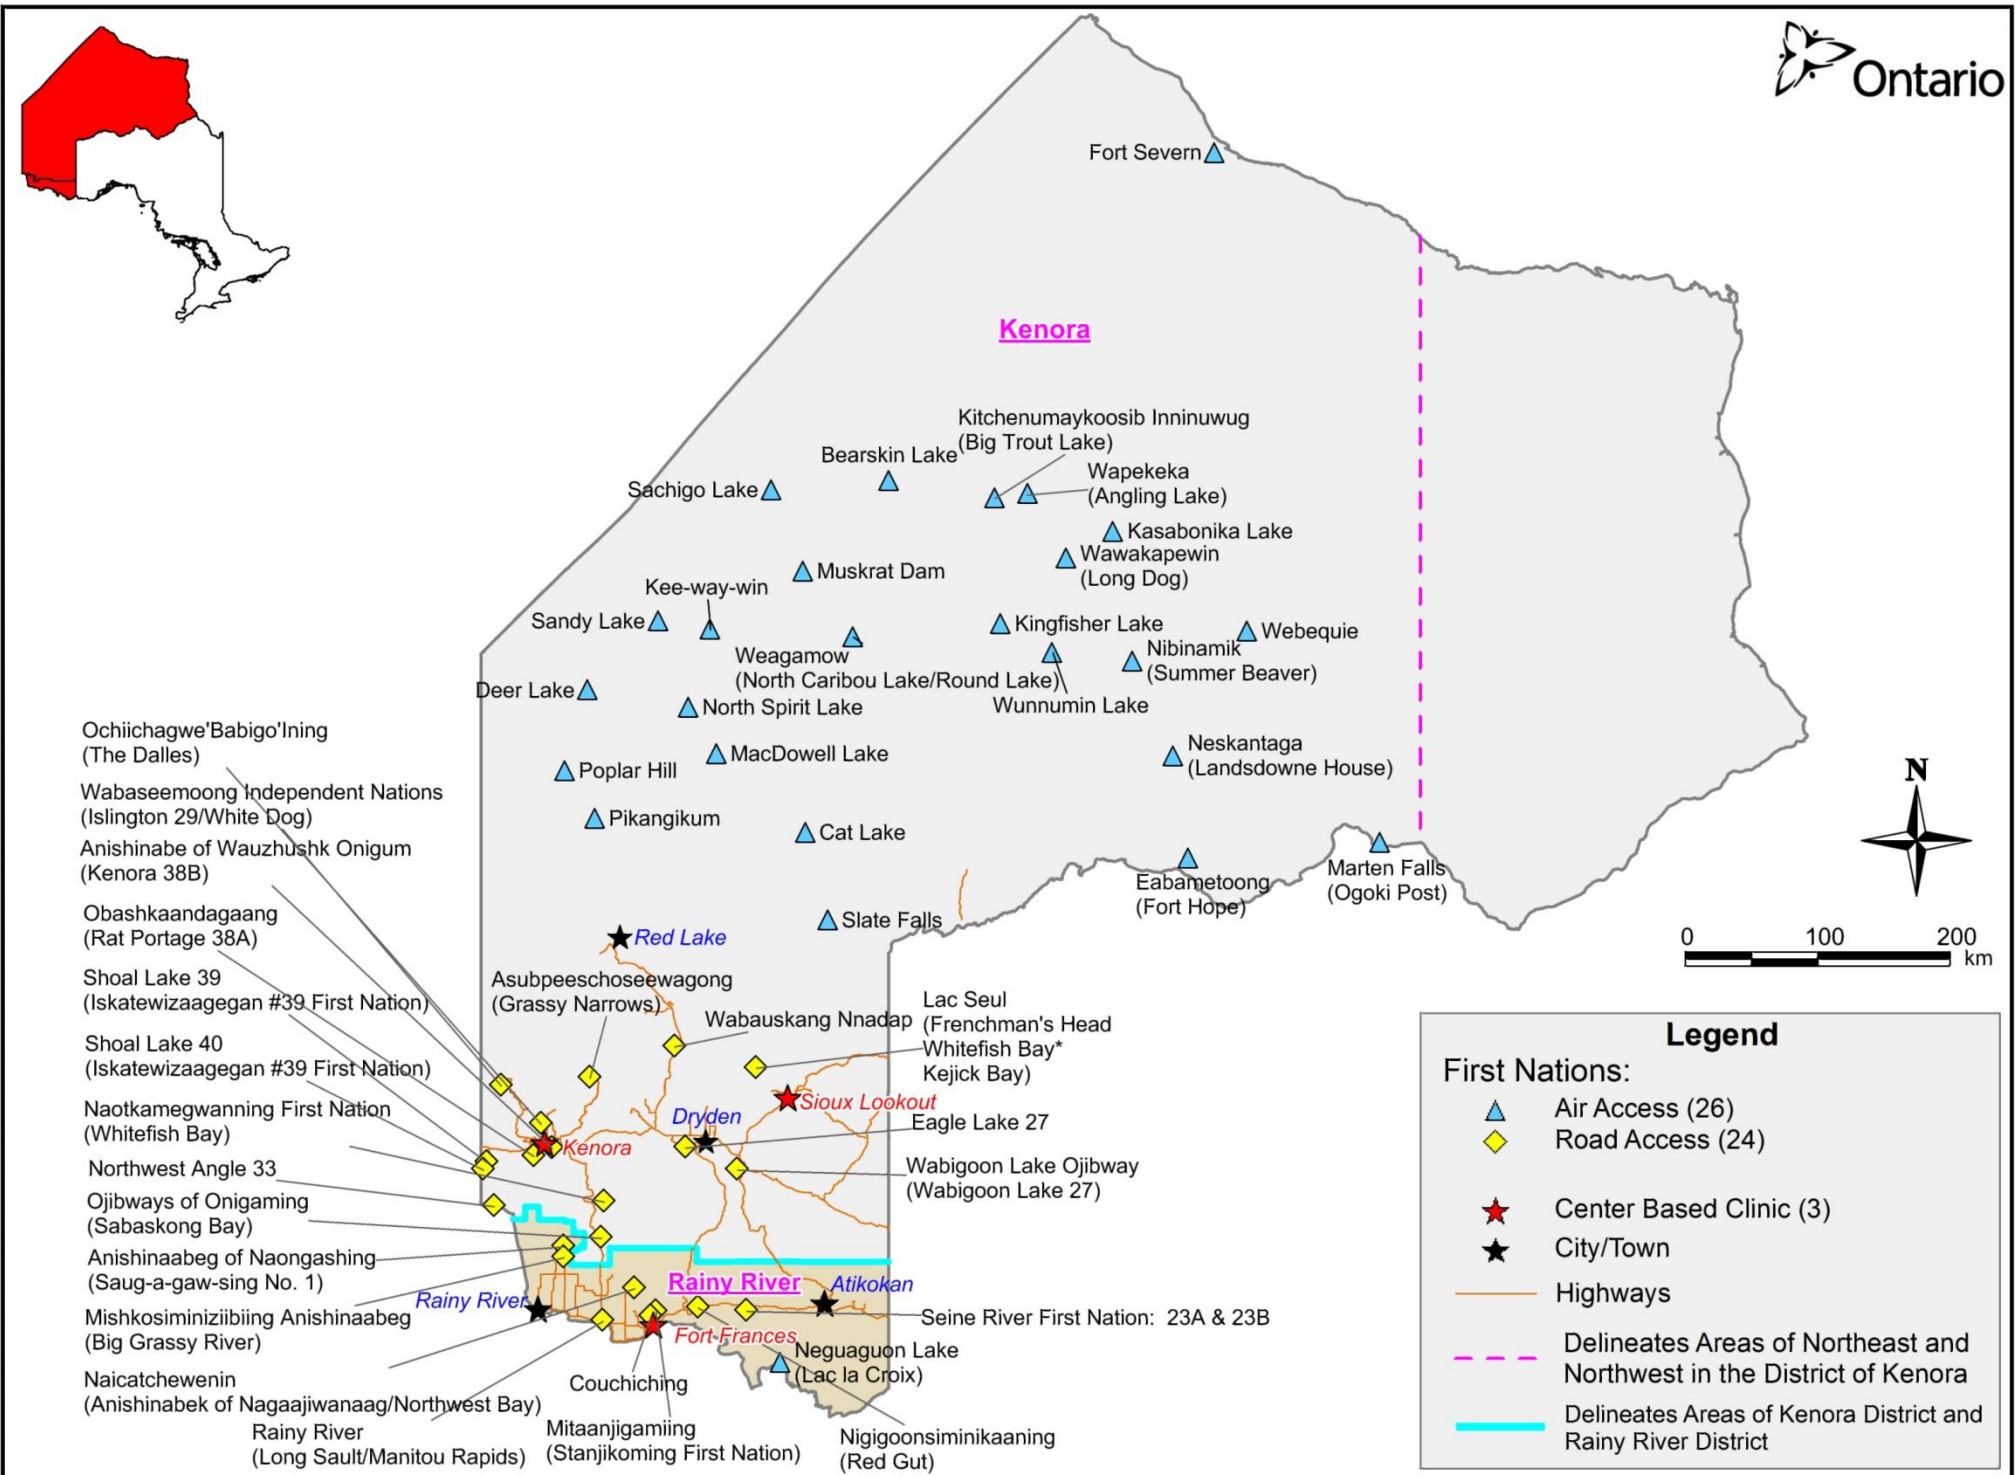 Ontario
Fort Severn
Kenora
Kitchenumaykoosib Inninuwug
(Big Trout Lake)
Bearskin Lake
Wapekeka
(Angling Lake)
Sachigo Lake
Kasabonika Lake
Wawakapewin
(Long Dog)
Muskrat Dam
Kee-way-win
Sandy Lake
Kingfisher Lake
Webequie
Weagamow
(North Caribou Lake/Round Lake)
Nibinamik
(Summer Beaver)
Deer Lake
North Spirit Lake
Wunnumin Lake
Neskantaga
(Landsdowne House)
MacDowell Lake
Poplar Hill
Pikangikum
Cat Lake
Eabametoong
(Fort Hope)
Marten Falls
(Ogoki Post)
Slate Falls
N
0 100 200
km
Ochiichagwe'Babigo'Ining
(The Dalles)
Wabaseemoong Independent Nations
(Islington 29/White Dog)
Anishinabe of Wauzhushk Onigum
(Kenora 38B)
Obashkaandagaang
(Rat Portage 38A)
Shoal Lake 39
(Iskatewizaagegan #39 First Nation)
Shoal Lake 40
(Iskatewizaagegan #39 First Nation)
Naotkamegwanning First Nation
(Whitefish Bay)
Northwest Angle 33
Ojibways of Onigaming
(Sabaskong Bay)
Anishinaabeg of Naongashing
(Saug-a-gaw-sing No. 1)
Mishkosiminiziibiing Anishinaabeg
(Big Grassy River)
Naicatchewenin
(Anishinabek of Nagaajiwanaag/Northwest Bay)
Rainy River
(Long Sault/Manitou Rapids)
Red Lake
Asubpeeschoseewagong
(Grassy Narrows)
Wabauskang Nnadap
Lac Seul
(Frenchman's Head
Whitefish Bay*
Kejick Bay)
Sioux Lookout
Dryden
Eagle Lake 27
Kenora
Wabigoon Lake Ojibway
(Wabigoon Lake 27)
Rainy River
Atikokan
Rainy River
Seine River First Nation: 23A & 23B
Fort Frances
Neguaguon Lake
(Lac la Croix)
Couchiching
Mitaanjigamiing
(Stanjikoming First Nation)
Nigigoonsiminikaaning
(Red Gut)
Legend
First Nations:
Air Access (26)
Road Access (24)
Center Based Clinic (3)
City/Town
Highways
Delineates Areas of Northeast and
Northwest in the District of Kenora
Delineates Areas of Kenora District and
Rainy River District